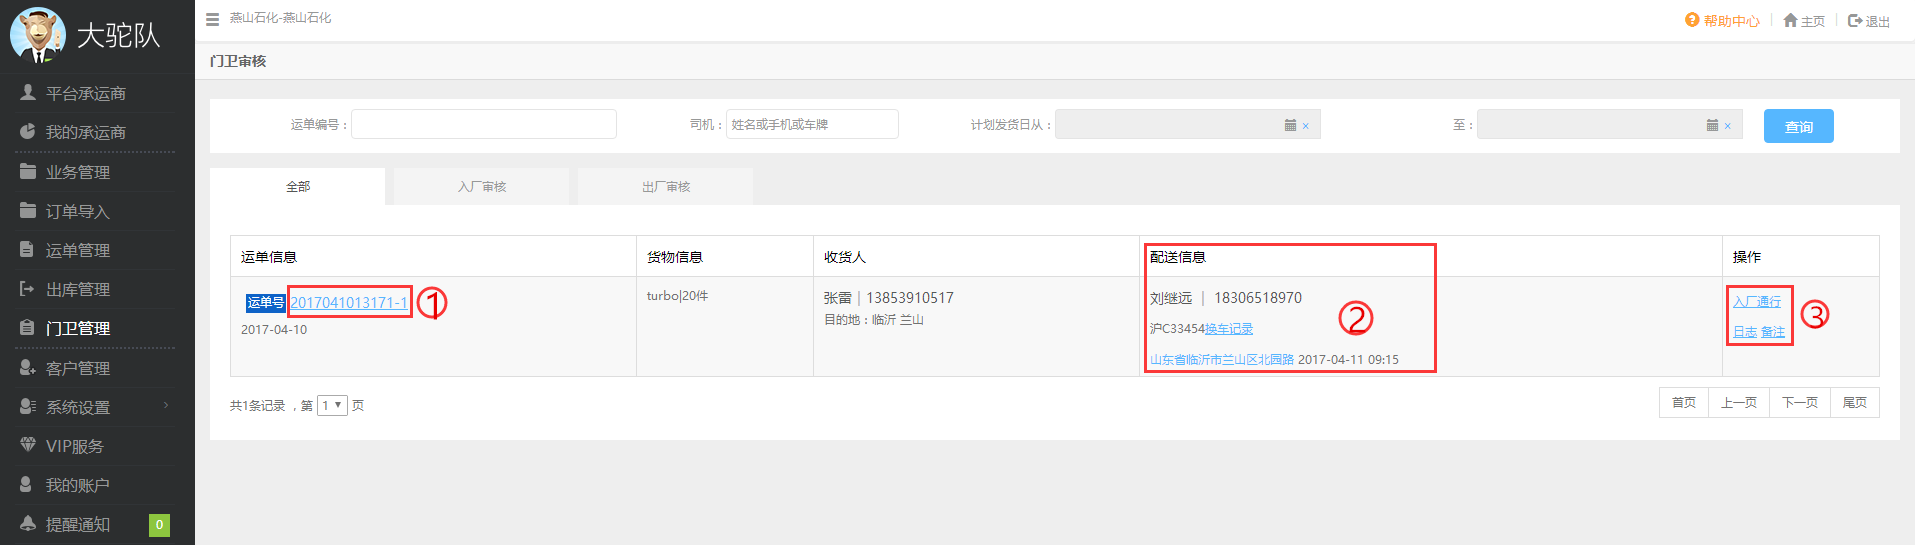 大驼队
燕山石化-燕山石化
帮助中心 | 主页 | 退出
平台承运商
我的承运商
业务管理
订单导入
运单管理
出库管理
门卫管理
客户管理
系统设置
VIP服务
我的账户
提醒通知 0
门卫审核
运单编号： 司机：姓名或手机或车牌 计划发货日从： × 至： × 查询
全部 入厂审核 出厂审核
运单信息 货物信息 收货人 配送信息 操作
运单号 2017041013171-1 ①
2017-04-10
turbo|20件
张雷 | 13853910517
目的地：临沂 兰山
刘继远 | 18306518970
沪C33454换车记录
山东省临沂市兰山区北园路 2017-04-11 09:15
②
入厂通行
日志 备注
③
共1条记录 ，第 1 页
首页 上一页 下一页 尾页